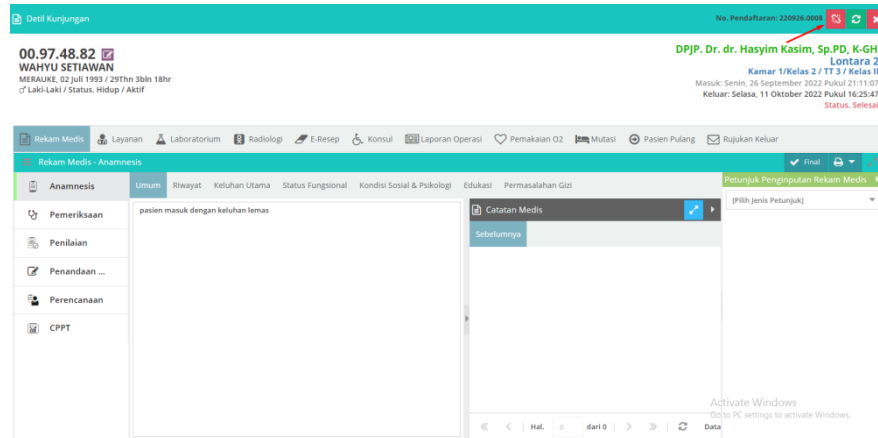 Detil Kunjungan
No. Pendaftaran: 220926.0008
00.97.48.82
WAHYU SETIAWAN
MERAUKE, 02 Juli 1993 / 29Thn 3bln 18hr
Laki-Laki / Status. Hidup / Aktif
DPJP. Dr. dr. Hasyim Kasim, Sp.PD, K-GH
Lontara 2
Kamar 1/Kelas 2 / TT 3 / Kelas II
Masuk: Senin, 26 September 2022 Pukul 21:11:07
Keluar: Selasa, 11 Oktober 2022 Pukul 16:25:47
Status. Selesai
Rekam Medis Layanan Laboratorium Radiologi E-Resep Konsul Laporan Operasi Pemakaian O2 Mutasi Pasien Pulang Rujukan Keluar
Rekam Medis - Anamnesis
Final
Anamnesis
Pemeriksaan
Penilaian
Penandaan ...
Perencanaan
CPPT
Umum Riwayat Keluhan Utama Status Fungsional Kondisi Sosial & Psikologi Edukasi Permasalahan Gizi
pasien masuk dengan keluhan lemas
Catatan Medis
Sebelumnya
Hal. 0 dari 0
Data
Petunjuk Penginputan Rekam Medis
[Pilih Jenis Petunjuk]
Activate Windows
Go to PC settings to activate Windows.